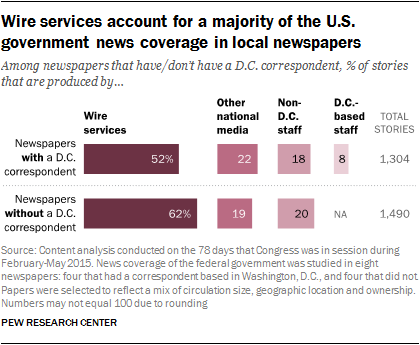 Wire services account for a majority of the U.S.
government news coverage in local newspapers
Among newspapers that have/don't have a D.C. correspondent, % of stories
that are produced by…
Wire
services
Other
national
media
Non-
D.C.
staff
D.C.-
based
staff
TOTAL
STORIES
Newspapers
with a D.C.
correspondent
52%
22
18
8
1,304
Newspapers
without a D.C.
correspondent
62%
19
20
NA
1,490
Source: Content analysis conducted on the 78 days that Congress was in session during
February-May 2015. News coverage of the federal government was studied in eight
newspapers: four that had a correspondent based in Washington, D.C., and four that did not.
Papers were selected to reflect a mix of circulation size, geographic location and ownership.
Numbers may not equal 100 due to rounding
PEW RESEARCH CENTER